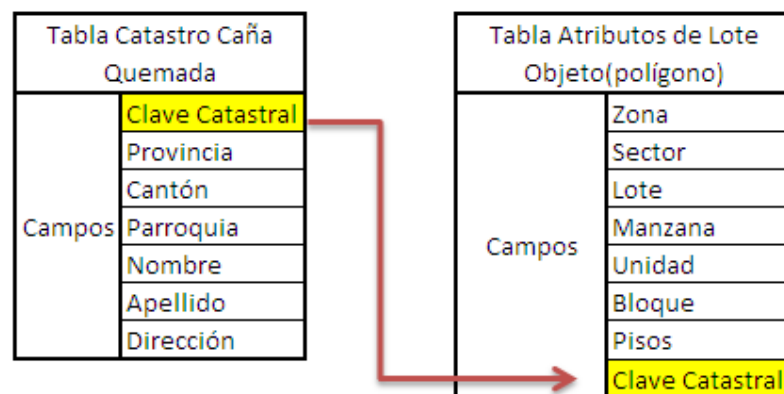 Tabla Catastro Caña
Quemada
Campos
Clave Catastral
Provincia
Cantón
Parroquia
Nombre
Apellido
Dirección
Tabla Atributos de Lote
Objeto(polígono)
Campos
Zona
Sector
Lote
Manzana
Unidad
Bloque
Pisos
Clave Catastral